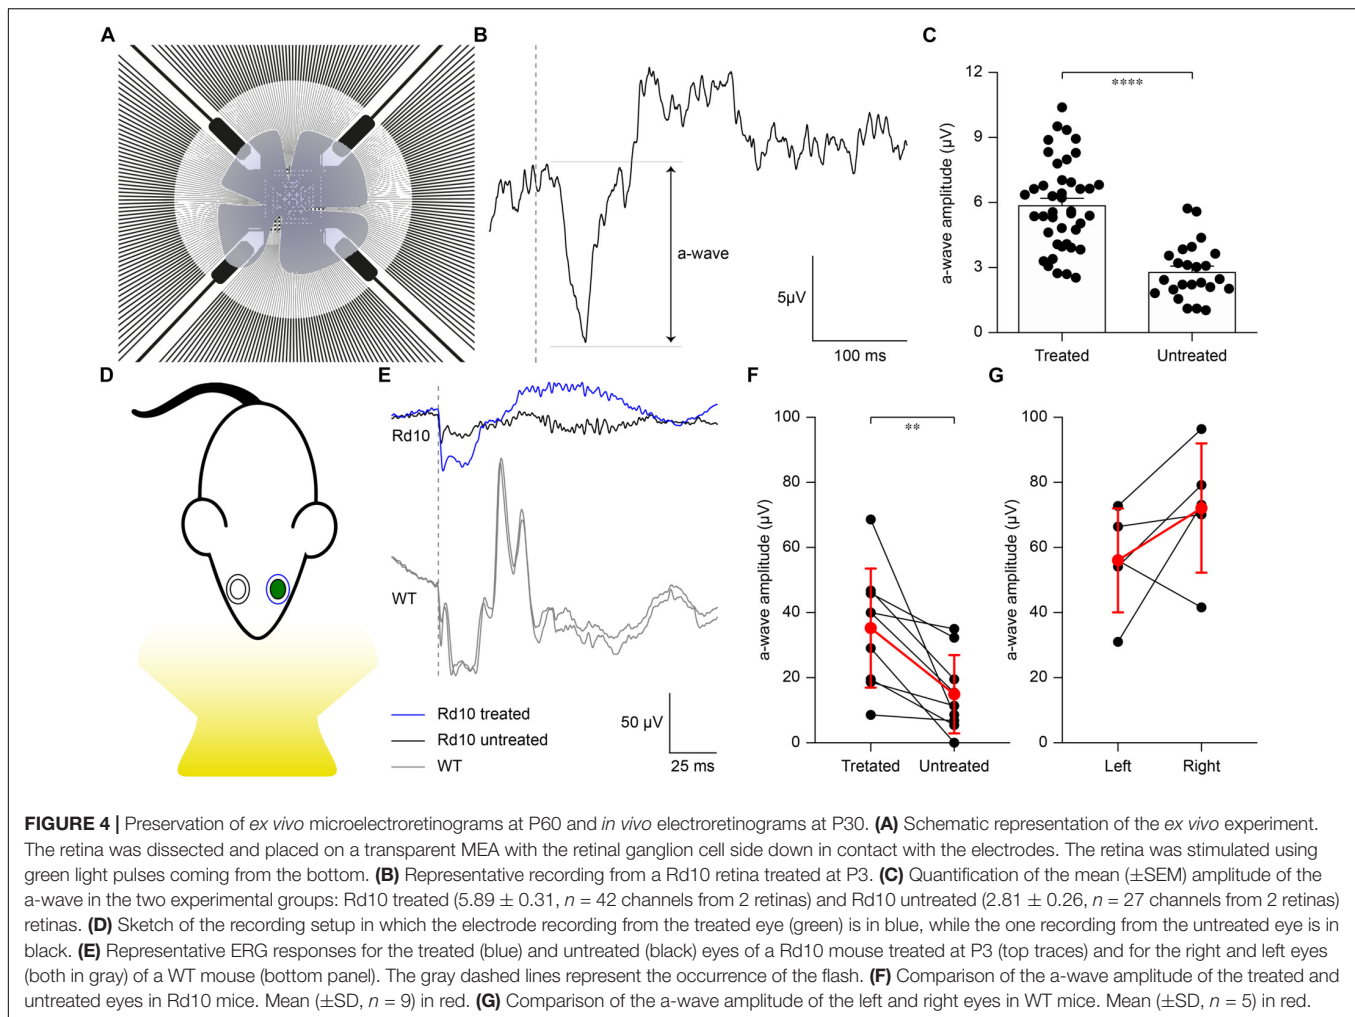 A
B
a-wave
5µV
100 ms
C
****
a-wave amplitude (µV)
12
9
6
3
0
Treated
Untreated
D
E
Rd10
WT
Rd10 treated
Rd10 untreated
WT
50 µV
25 ms
F
**
a-wave amplitude (µV)
100
80
60
40
20
0
Tretated
Untreated
G
a-wave amplitude (µV)
100
80
60
40
20
0
Left
Right
FIGURE 4 | Preservation of ex vivo microelectroretinograms at P60 and in vivo electroretinograms at P30. (A) Schematic representation of the ex vivo experiment.
The retina was dissected and placed on a transparent MEA with the retinal ganglion cell side down in contact with the electrodes. The retina was stimulated using
green light pulses coming from the bottom. (B) Representative recording from a Rd10 retina treated at P3. (C) Quantification of the mean (±SEM) amplitude of the
a-wave in the two experimental groups: Rd10 treated (5.89 ± 0.31, n = 42 channels from 2 retinas) and Rd10 untreated (2.81 ± 0.26, n = 27 channels from 2 retinas)
retinas. (D) Sketch of the recording setup in which the electrode recording from the treated eye (green) is in blue, while the one recording from the untreated eye is in
black. (E) Representative ERG responses for the treated (blue) and untreated (black) eyes of a Rd10 mouse treated at P3 (top traces) and for the right and left eyes
(both in gray) of a WT mouse (bottom panel). The gray dashed lines represent the occurrence of the flash. (F) Comparison of the a-wave amplitude of the treated and
untreated eyes in Rd10 mice. Mean (±SD, n = 9) in red. (G) Comparison of the a-wave amplitude of the left and right eyes in WT mice. Mean (±SD, n = 5) in red.